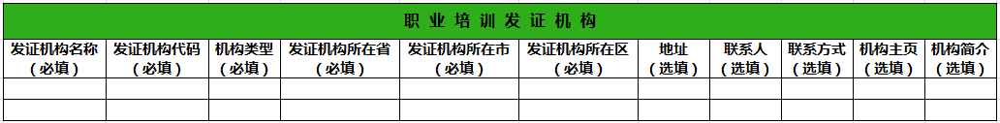 职业培训发证机构
发证机构名称 发证机构代码 机构类型 发证机构所在省 发证机构所在市 发证机构所在区 地址 联系人 联系方式 机构主页 机构简介
（必填） （必填） （必填） （必填） （必填） （必填） （选填） （选填） （选填） （选填） （选填）